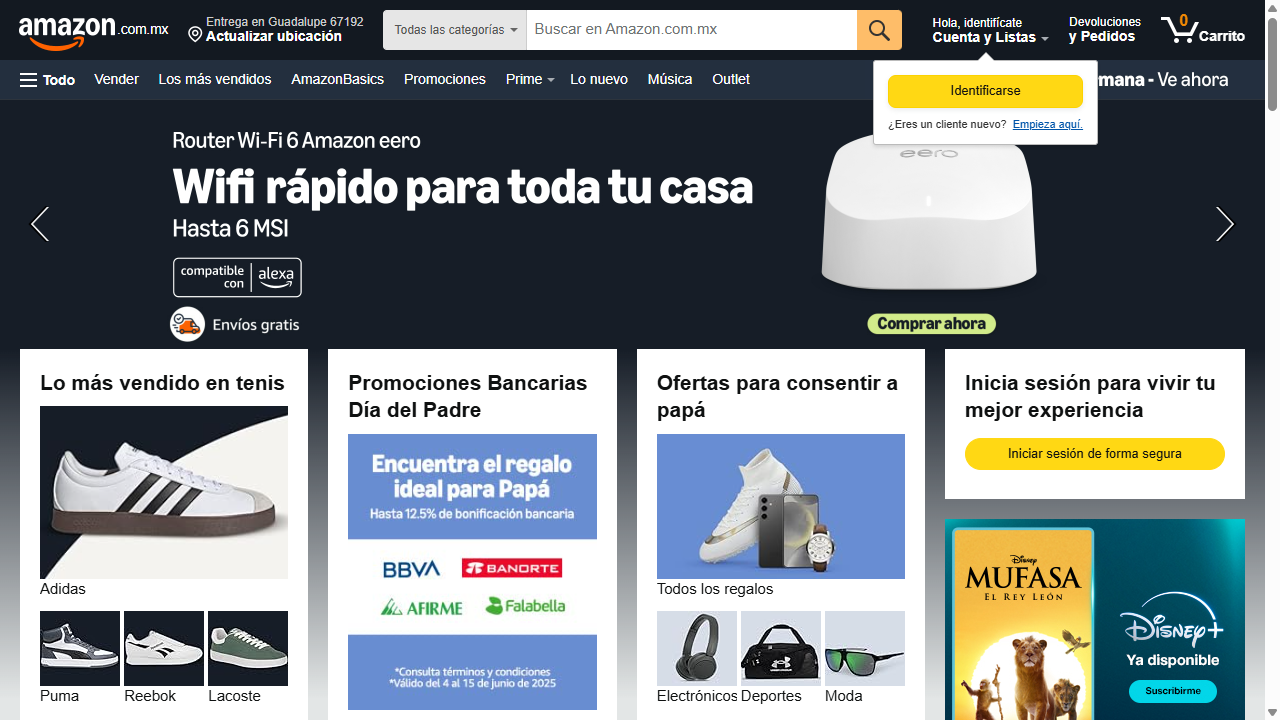 amazon.com.mx
Entrega en Guadalupe 67192
Actualizar ubicación
Todas las categorías
Buscar en Amazon.com.mx
Hola, identifícate
Cuenta y Listas
Devoluciones
y Pedidos
0
Carrito
Todo
Vender
Los más vendidos
AmazonBasics
Promociones
Prime
Lo nuevo
Música
Outlet
mana - Ve ahora
Identificarse
¿Eres un cliente nuevo? Empieza aquí.
Router Wi-Fi 6 Amazon eero
Wifi rápido para toda tu casa
Hasta 6 MSI
compatible
con
alexa
Envíos gratis
eero
Comprar ahora
Lo más vendido en tenis
Adidas
Puma
Reebok
Lacoste
Promociones Bancarias
Día del Padre
Encuentra el regalo
ideal para Papá
Hasta 12.5% de bonificación bancaria
BBVA
BANORTE
AFIRME
Falabella
*Consulta términos y condiciones
*Válido del 4 al 15 de junio de 2025
Ofertas para consentir a
papá
Todos los regalos
Electrónicos
Deportes
Moda
Inicia sesión para vivir tu
mejor experiencia
Iniciar sesión de forma segura
Disney
MUFASA
EL REY LEÓN
Disney+
Ya disponible
Suscribirme